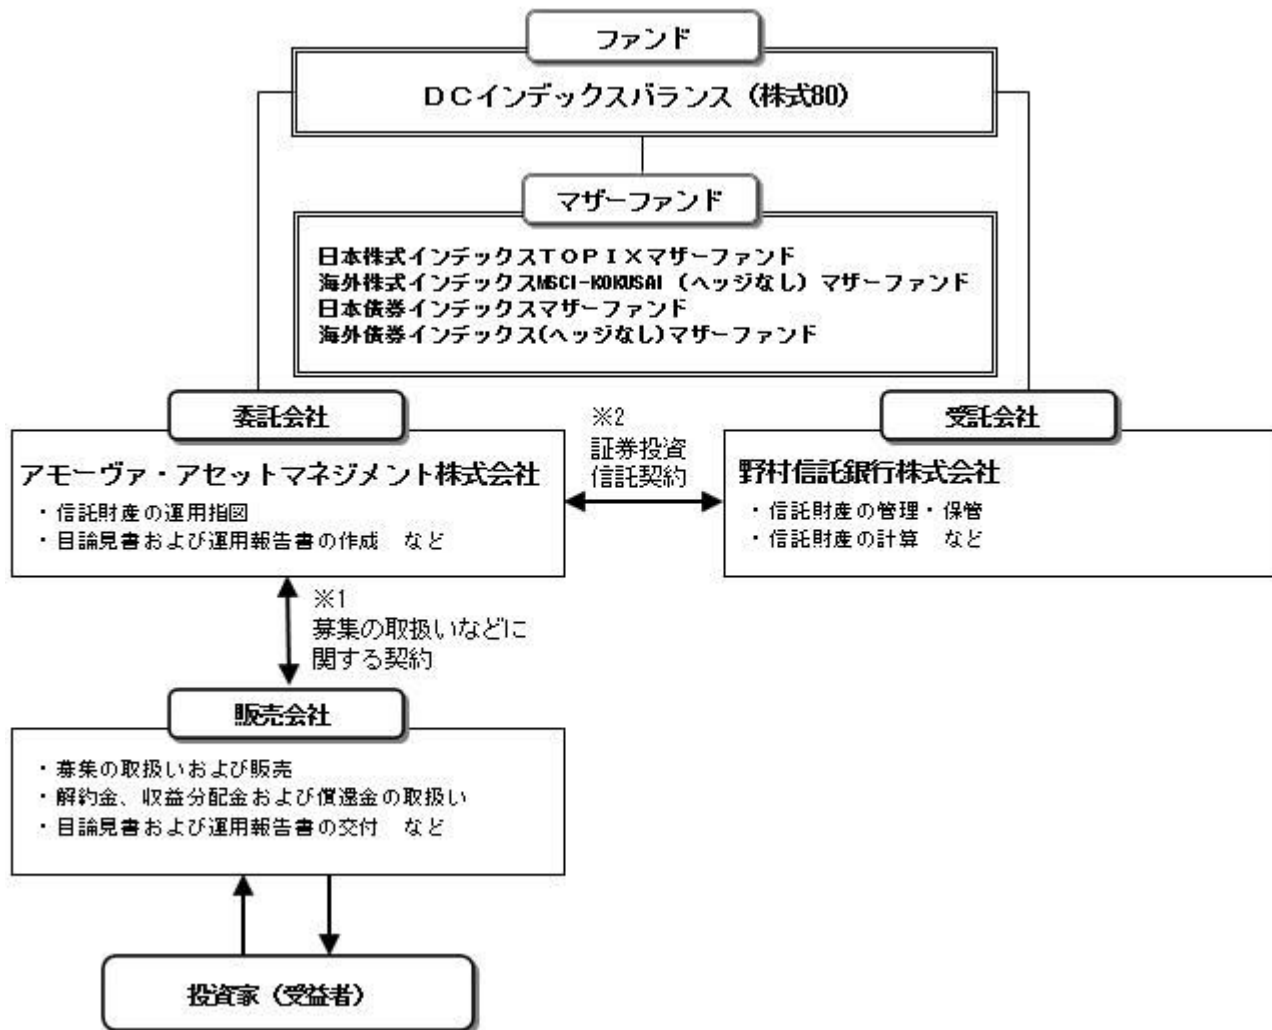 ファンド
DCインデックスバランス（株式80）
マザーファンド
日本株式インデックスTOPIXマザーファンド
海外株式インデックスMSCI-KOKUSAI（ヘッジなし）マザーファンド
日本債券インデックスマザーファンド
海外債券インデックス(ヘッジなし)マザーファンド
委託会社
アモーヴァ・アセットマネジメント株式会社
・信託財産の運用指図
・目論見書および運用報告書の作成　など
※2
証券投資
信託契約
受託会社
野村信託銀行株式会社
・信託財産の管理・保管
・信託財産の計算　など
※1
募集の取扱いなどに
関する契約
販売会社
・募集の取扱いおよび販売
・解約金、収益分配金および償還金の取扱い
・目論見書および運用報告書の交付　など
投資家（受益者）